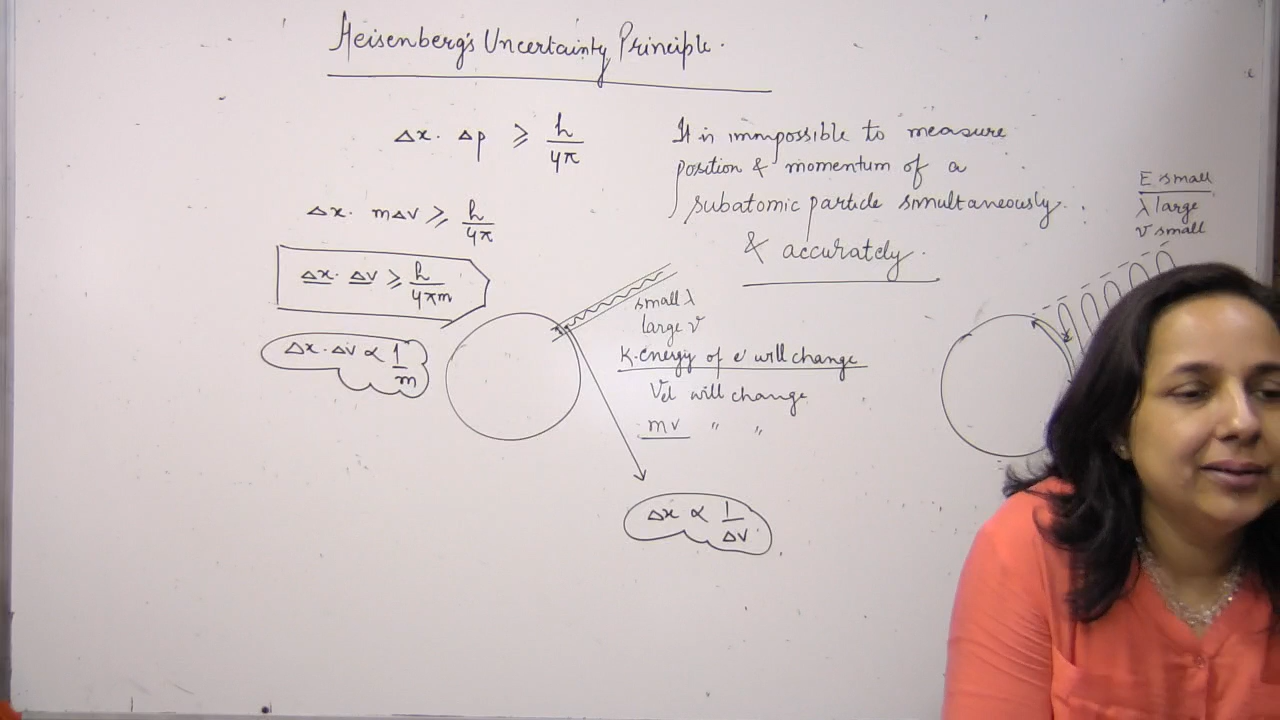 Heisenberg's Uncertainty Principle.
Δx. Δp ≥ h/4π
It is immpossible to measure
position & momentum of a
subatomic particle simultaneously.
& accurately.
Δx. mΔv ≥ h/4π
Δx. Δv ≥ h/4πm
Δx. Δv ∝ 1/m
small λ
large ν
K.energy of e⁻ will change
Vel will change
mv " "
Δx ∝ 1/Δv
E small
λ large
ν small